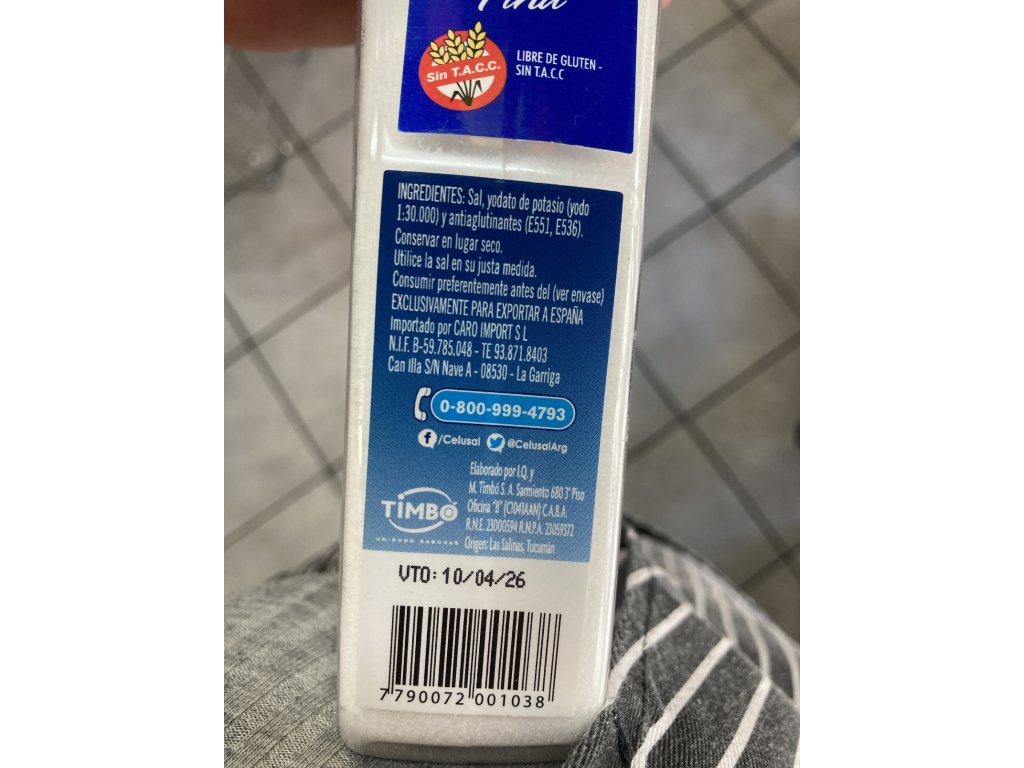 Fina
Sin T.A.C.C.
LIBRE DE GLUTEN -
SIN T.A.C.C
INGREDIENTES: Sal, yodato de potasio (yodo
1:30.000) y antiaglutinantes (E551, E536).
Conservar en lugar seco.
Utilice la sal en su justa medida.
Consumir preferentemente antes del (ver envase)
EXCLUSIVAMENTE PARA EXPORTAR A ESPAÑA
Importado por CARO IMPORT S L
N.I.F. B-59.785.048 - TE 93.871.8403
Can Illa S/N Nave A - 08530 - La Garriga
0-800-999-4793
/Celusal @CelusalArg
Elaborado por I.Q. y
M. Timbó S. A. Sarmiento 680 3° Piso
Oficina "8" (C1041AAN) C.A.B.A.
R.N.E. 23000594 R.N.P.A. 23059372
Origen: Las Salinas, Tucumán
TIMBÓ
UNIENDO SABORES
VTO: 10/04/26
7 790072 001038